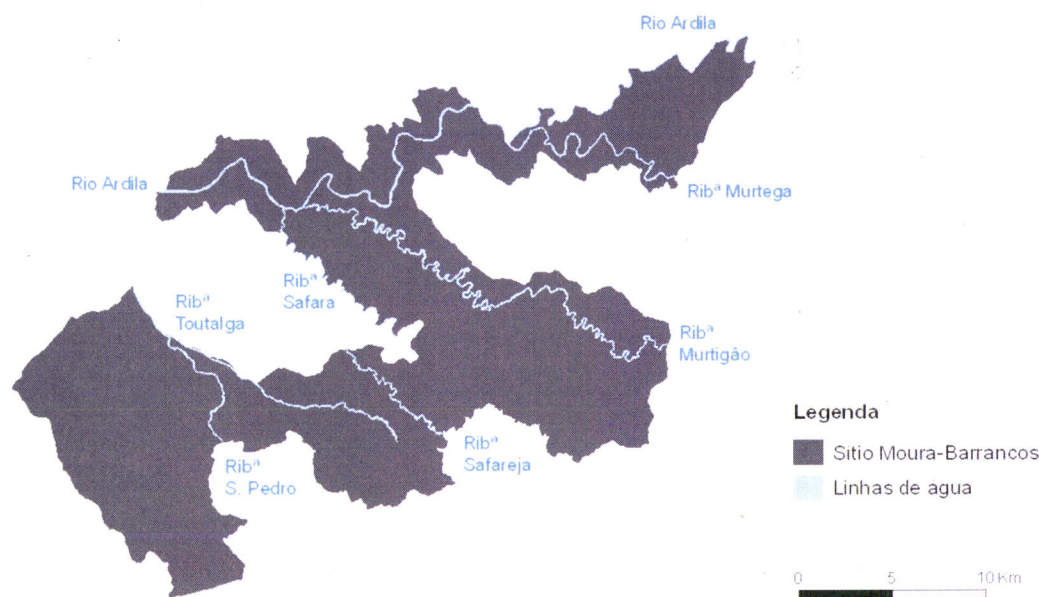 Rio Ardila
Rio Ardila
Ribª Murtega
Ribª
Safara
Ribª
Toutalga
Ribª
Murtigão
Ribª
Safareja
Ribª
S. Pedro
Legenda
Sitio Moura-Barrancos
Linhas de água
0 5 10 Km